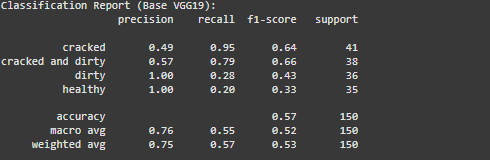 Classification Report (Base VGG19):
precision recall f1-score support
cracked 0.49 0.95 0.64 41
cracked and dirty 0.57 0.79 0.66 38
dirty 1.00 0.28 0.43 36
healthy 1.00 0.20 0.33 35
accuracy 0.57 150
macro avg 0.76 0.55 0.52 150
weighted avg 0.75 0.57 0.53 150